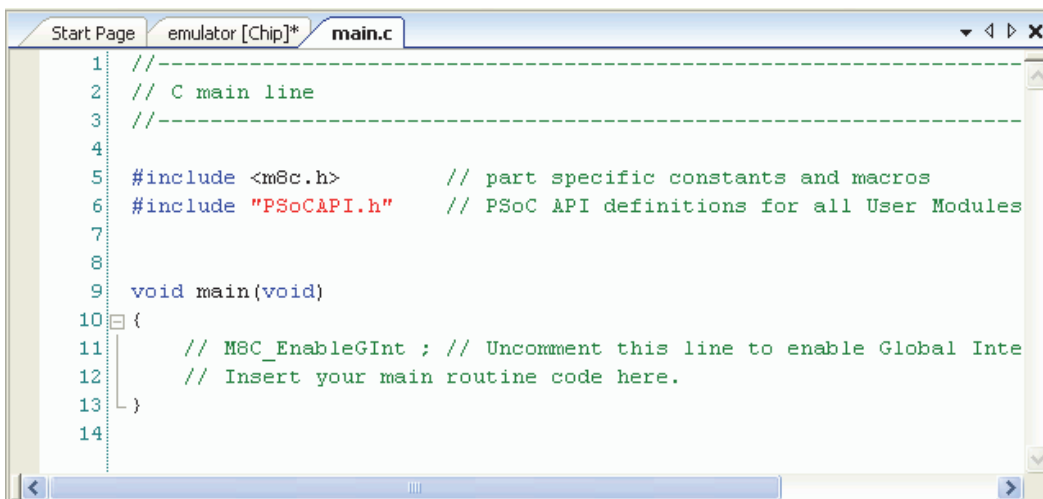 Start Page emulator [Chip]* main.c
1 //-------------------------------------------------------------------
2 // C main line
3 //-------------------------------------------------------------------
4
5 #include <m8c.h>        // part specific constants and macros
6 #include "PSoCAPI.h"    // PSoC API definitions for all User Modules
7
8
9 void main(void)
10 {
11     // M8C_EnableGInt ; // Uncomment this line to enable Global Inte
12     // Insert your main routine code here.
13 }
14